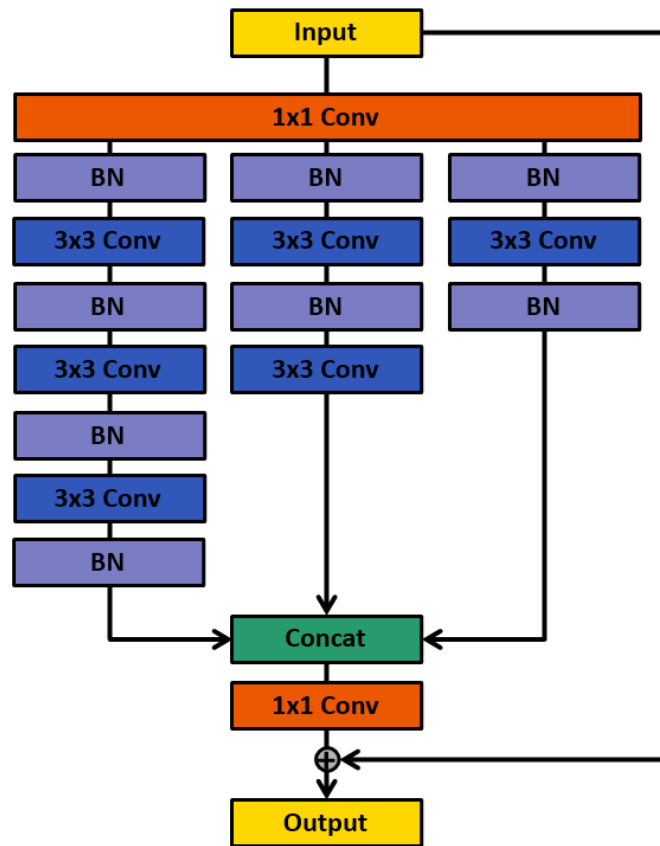 Input
1x1 Conv
BN BN BN
3x3 Conv 3x3 Conv 3x3 Conv
BN BN BN
3x3 Conv 3x3 Conv
BN
3x3 Conv
BN
Concat
1x1 Conv
Output